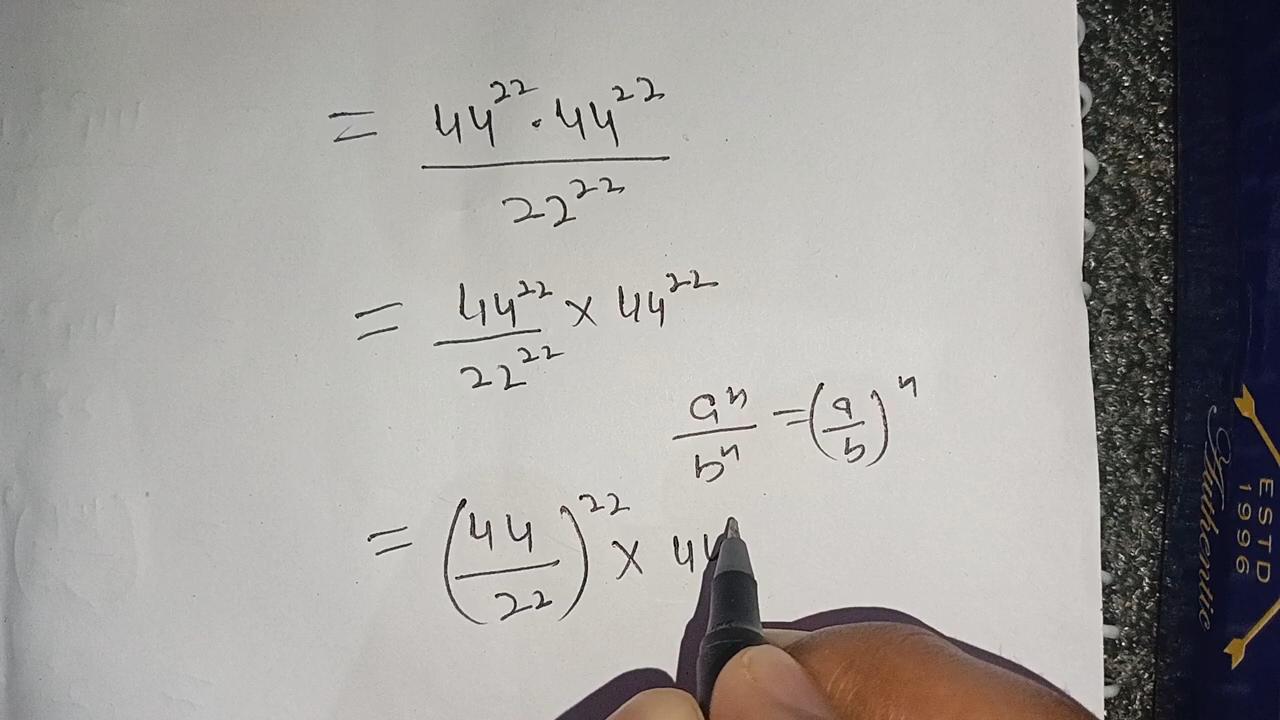 = 44^22 · 44^22 / 22^22
= 44^22 / 22^22 × 44^22
a^n / b^n = (a / b)^n
= (44 / 22)^22 × 44
Authentic
ESTD
1996